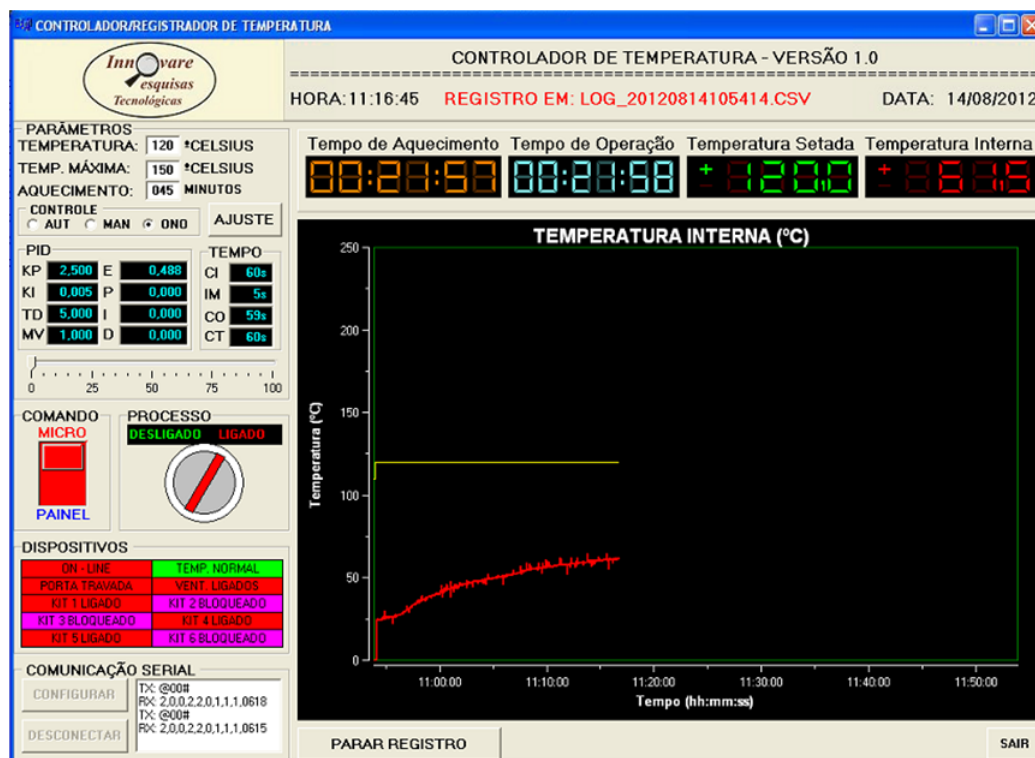 CONTROLADOR/REGISTRADOR DE TEMPERATURA
Innovare
Pesquisas
Tecnológicas
CONTROLADOR DE TEMPERATURA - VERSÃO 1.0
HORA: 11:16:45 REGISTRO EM: LOG_20120814105414.CSV DATA: 14/08/2012
PARÂMETROS
TEMPERATURA: 120 ºCELSIUS
TEMP. MÁXIMA: 150 ºCELSIUS
AQUECIMENTO: 045 MINUTOS
CONTROLE
AUT MAN ONO
AJUSTE
Tempo de Aquecimento Tempo de Operação Temperatura Setada Temperatura Interna
00:21:57 00:21:58 + 120,0 + 61,5
PID
KP 2,500 E 0,488
KI 0,005 P 0,000
TD 5,000 I 0,000
MV 1,000 D 0,000
TEMPO
CI 60s
IM 5s
CO 59s
CT 60s
0 25 50 75 100
COMANDO
MICRO
PAINEL
PROCESSO
DESLIGADO LIGADO
DISPOSITIVOS
ON - LINE TEMP. NORMAL
PORTA TRAVADA VENT. LIGADOS
KIT 1 LIGADO KIT 2 BLOQUEADO
KIT 3 BLOQUEADO KIT 4 LIGADO
KIT 5 LIGADO KIT 6 BLOQUEADO
COMUNICAÇÃO SERIAL
CONFIGURAR
DESCONECTAR
TX: @00#
RX: 2,0,0,2,2,0,1,1,1,0618
TX: @00#
RX: 2,0,0,2,2,0,1,1,1,0615
TEMPERATURA INTERNA (ºC)
Temperatura (ºC)
250
200
150
100
50
0
11:00:00 11:10:00 11:20:00 11:30:00 11:40:00 11:50:00
Tempo (hh:mm:ss)
PARAR REGISTRO
SAIR